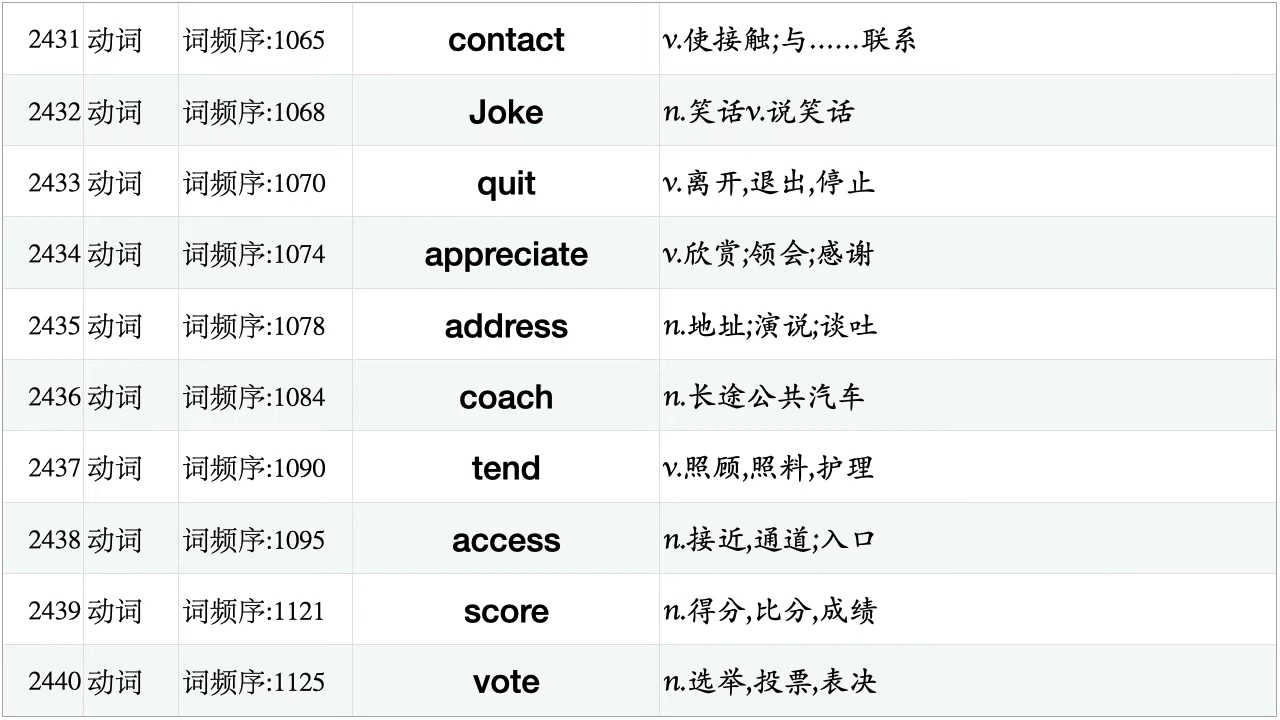 2431 动词 词频序:1065 contact v.使接触;与……联系
2432 动词 词频序:1068 Joke n.笑话v.说笑话
2433 动词 词频序:1070 quit v.离开,退出,停止
2434 动词 词频序:1074 appreciate v.欣赏;领会;感谢
2435 动词 词频序:1078 address n.地址;演说;谈吐
2436 动词 词频序:1084 coach n.长途公共汽车
2437 动词 词频序:1090 tend v.照顾,照料,护理
2438 动词 词频序:1095 access n.接近,通道;入口
2439 动词 词频序:1121 score n.得分,比分,成绩
2440 动词 词频序:1125 vote n.选举,投票,表决